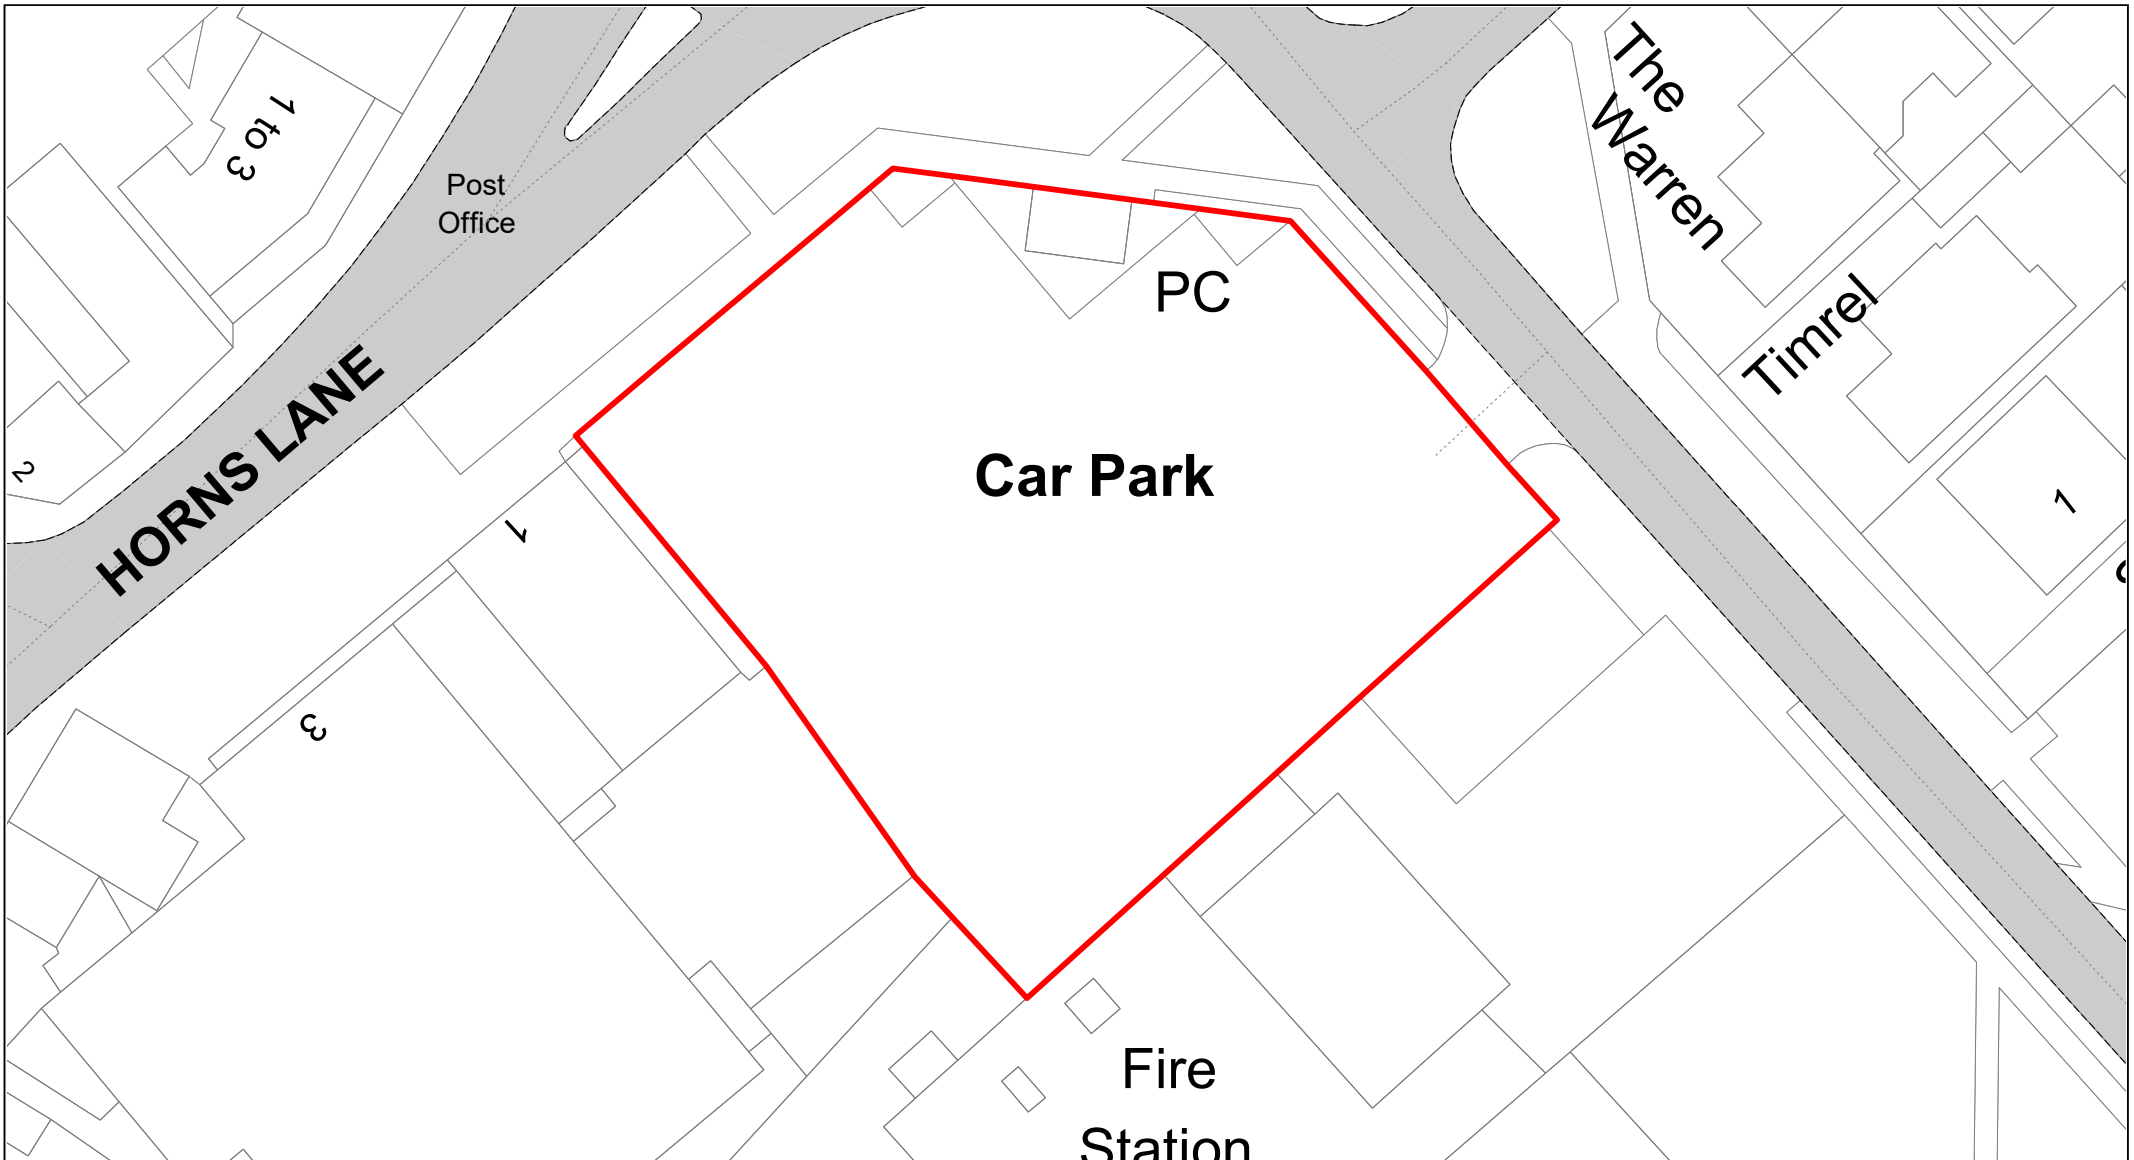 The
Warren
1 to 3
Post
Office
PC
Timrel
HORNS LANE
Car Park
2
1
1
3
Fire
Station